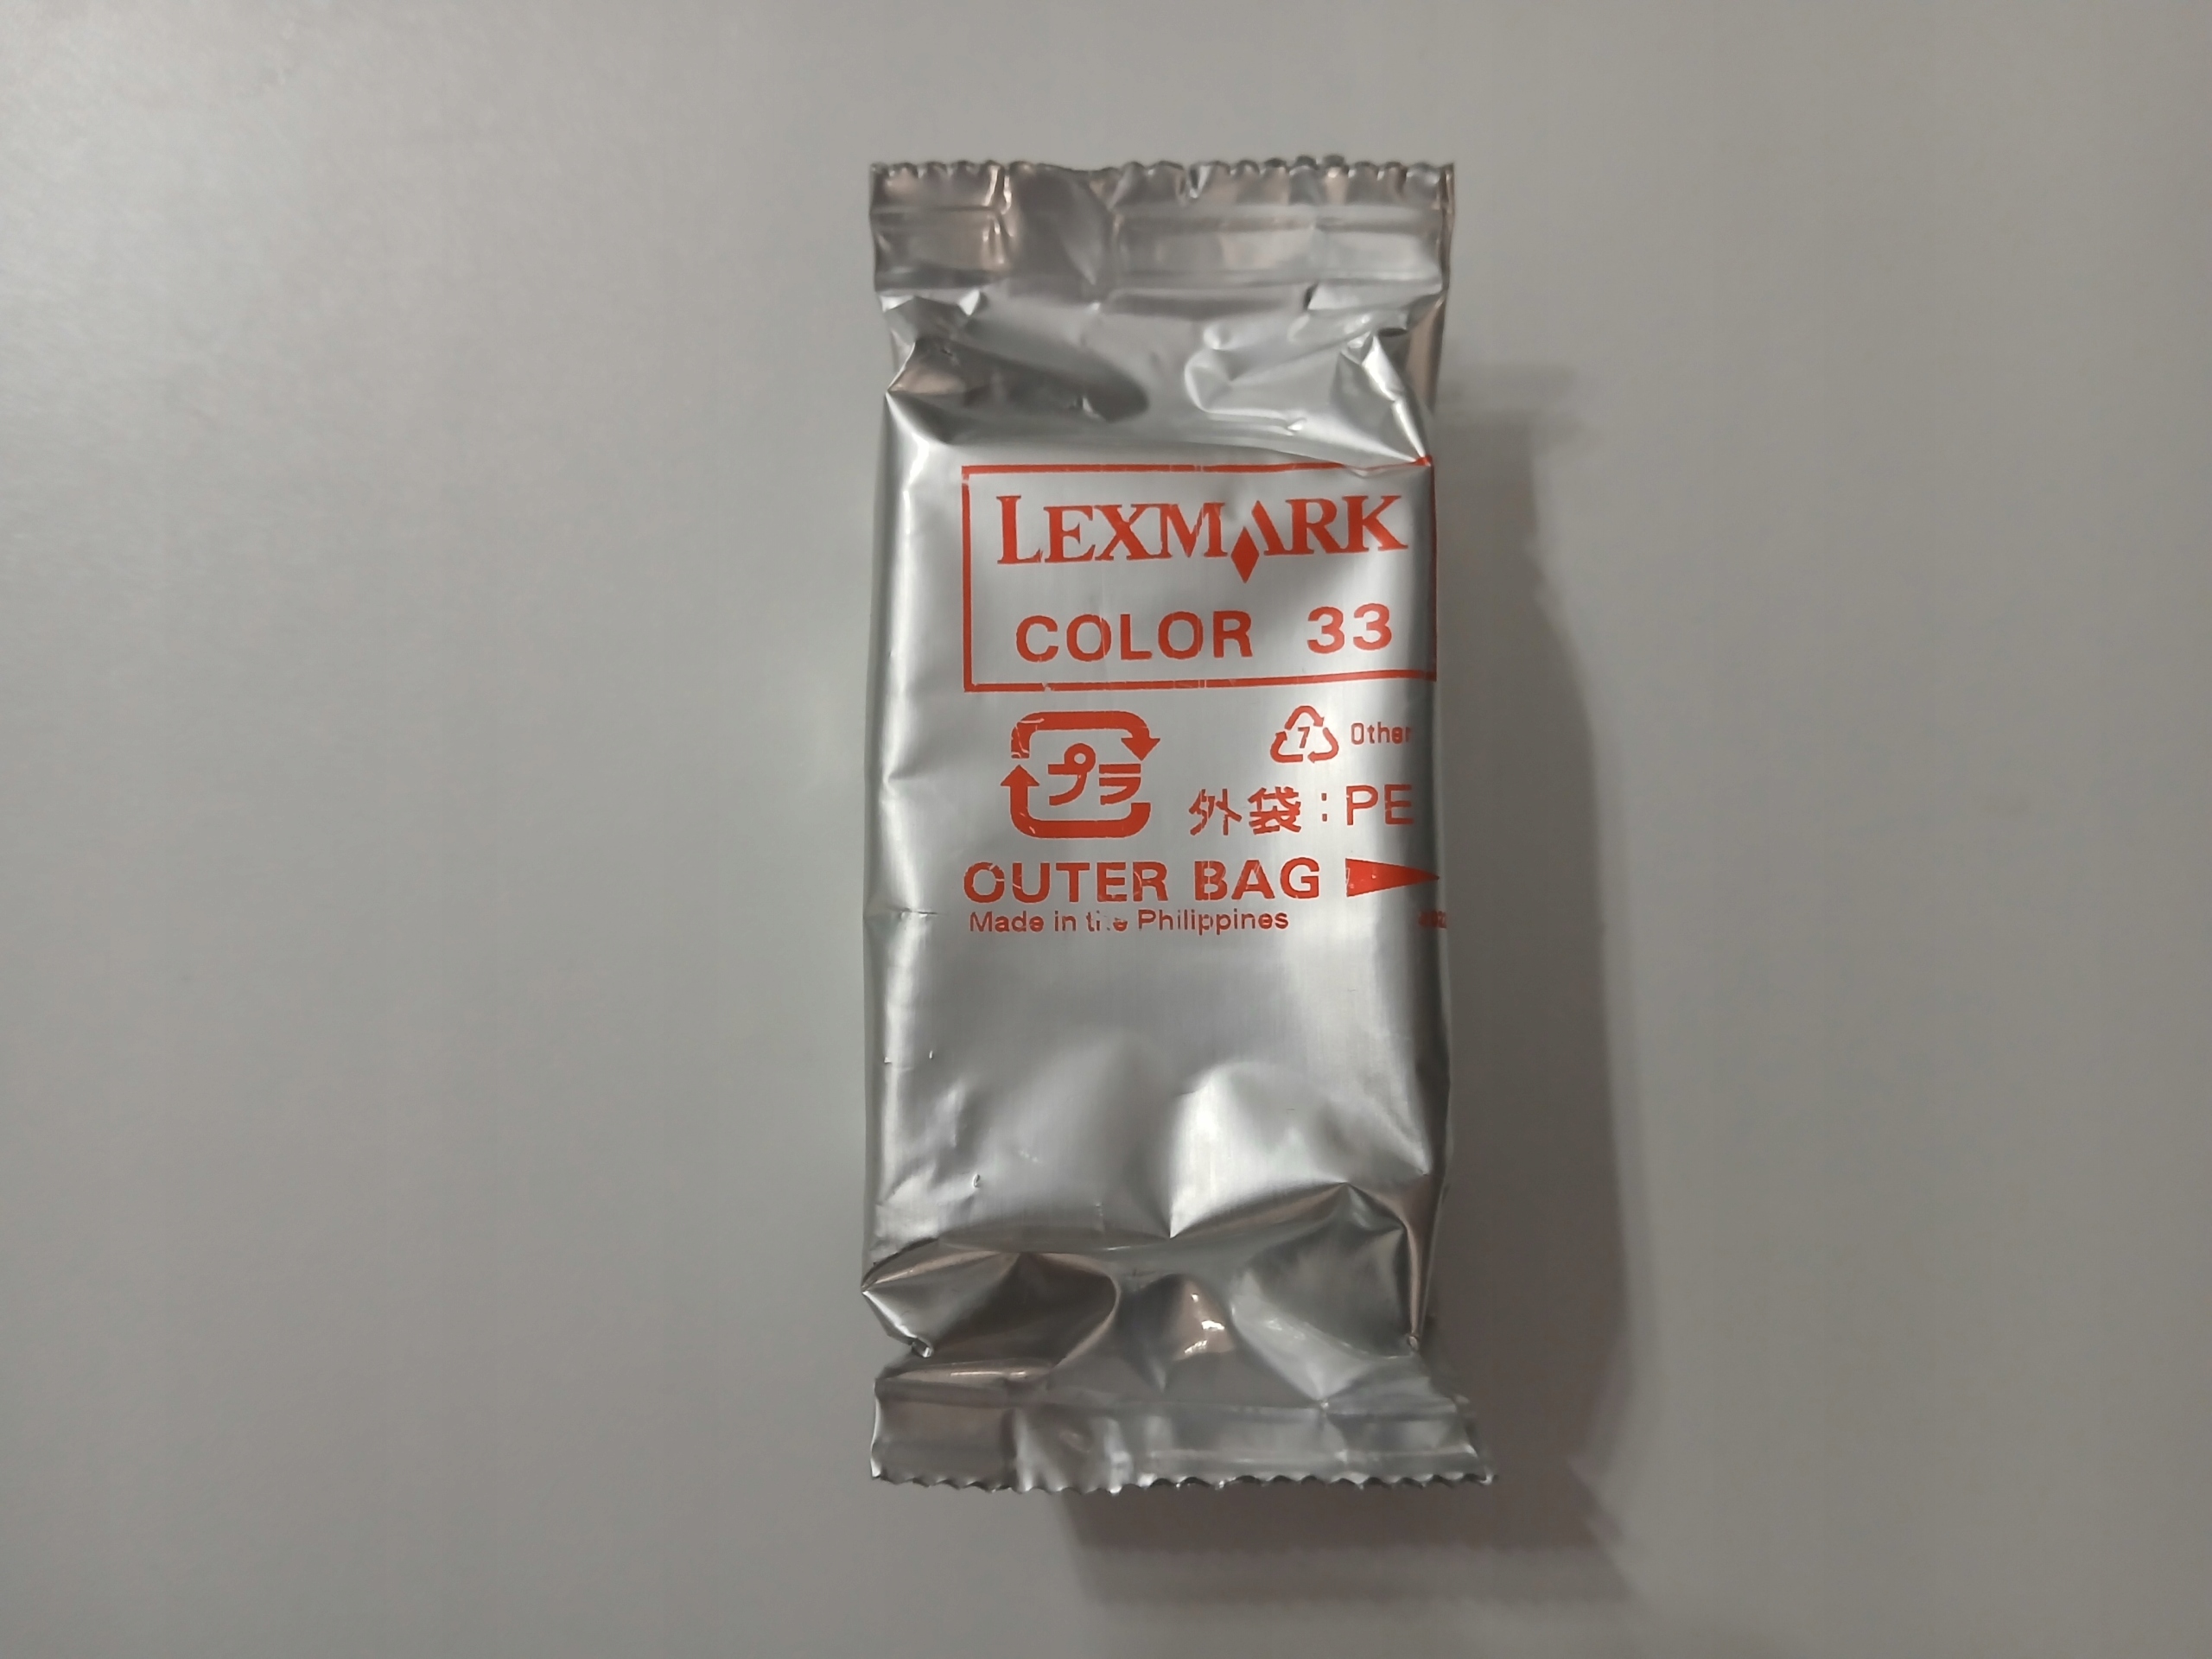 LEXMARK
COLOR 33
プラ
7 Other
外袋:PE
OUTER BAG
Made in the Philippines